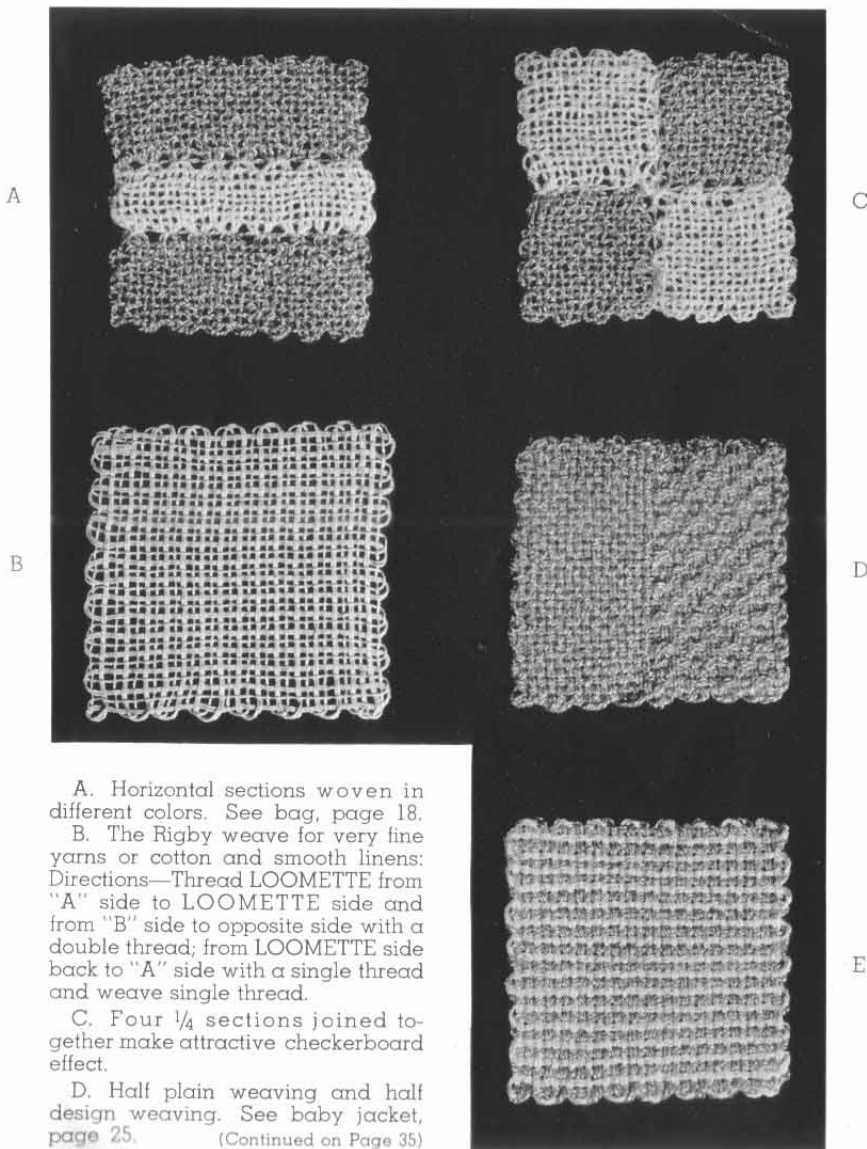 A
C
B
D
E
A. Horizontal sections woven in
different colors. See bag, page 18.
B. The Rigby weave for very fine
yarns or cotton and smooth linens:
Directions—Thread LOOMETTE from
"A" side to LOOMETTE side and
from "B" side to opposite side with a
double thread; from LOOMETTE side
back to "A" side with a single thread
and weave single thread.
C. Four 1/4 sections joined to-
gether make attractive checkerboard
effect.
D. Half plain weaving and half
design weaving. See baby jacket,
page 25. (Continued on Page 35)